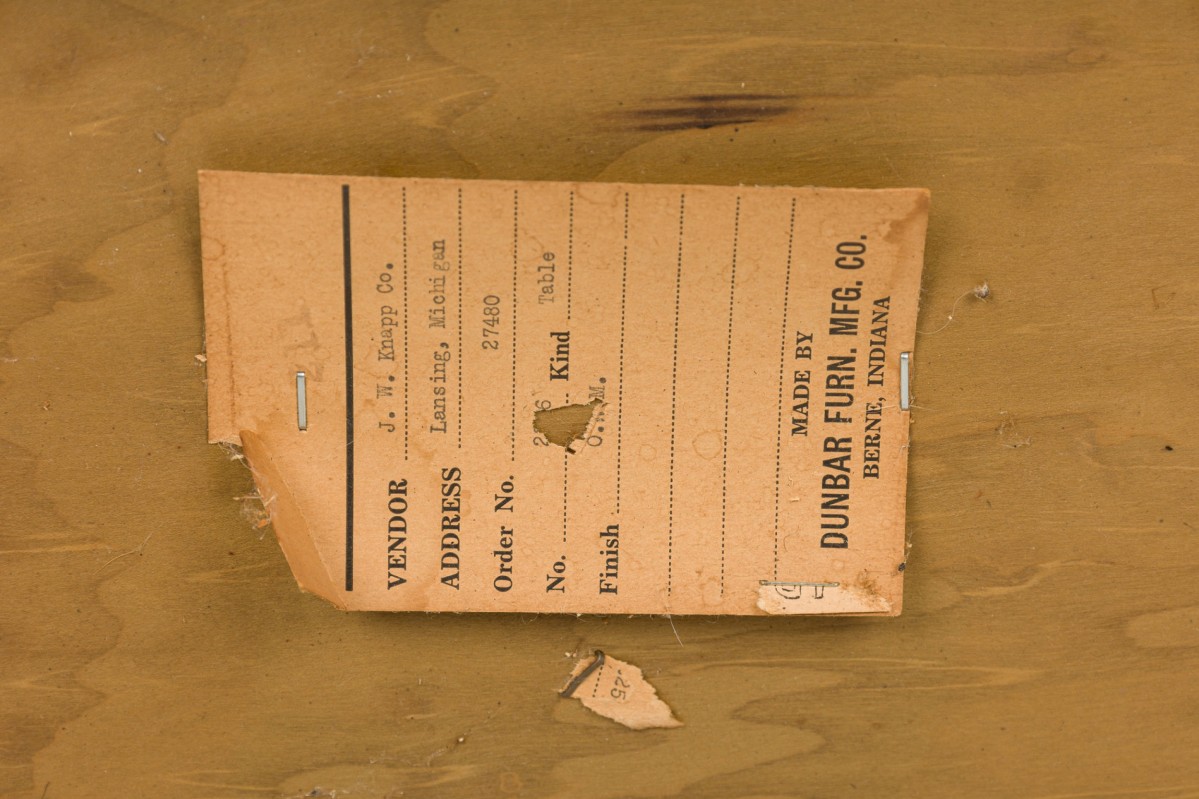 VENDOR J. W. Knapp Co.
ADDRESS Lansing, Michigan
Order No. 27480
No. Kind Table
Finish
MADE BY
DUNBAR FURN. MFG. CO.
BERNE, INDIANA
25